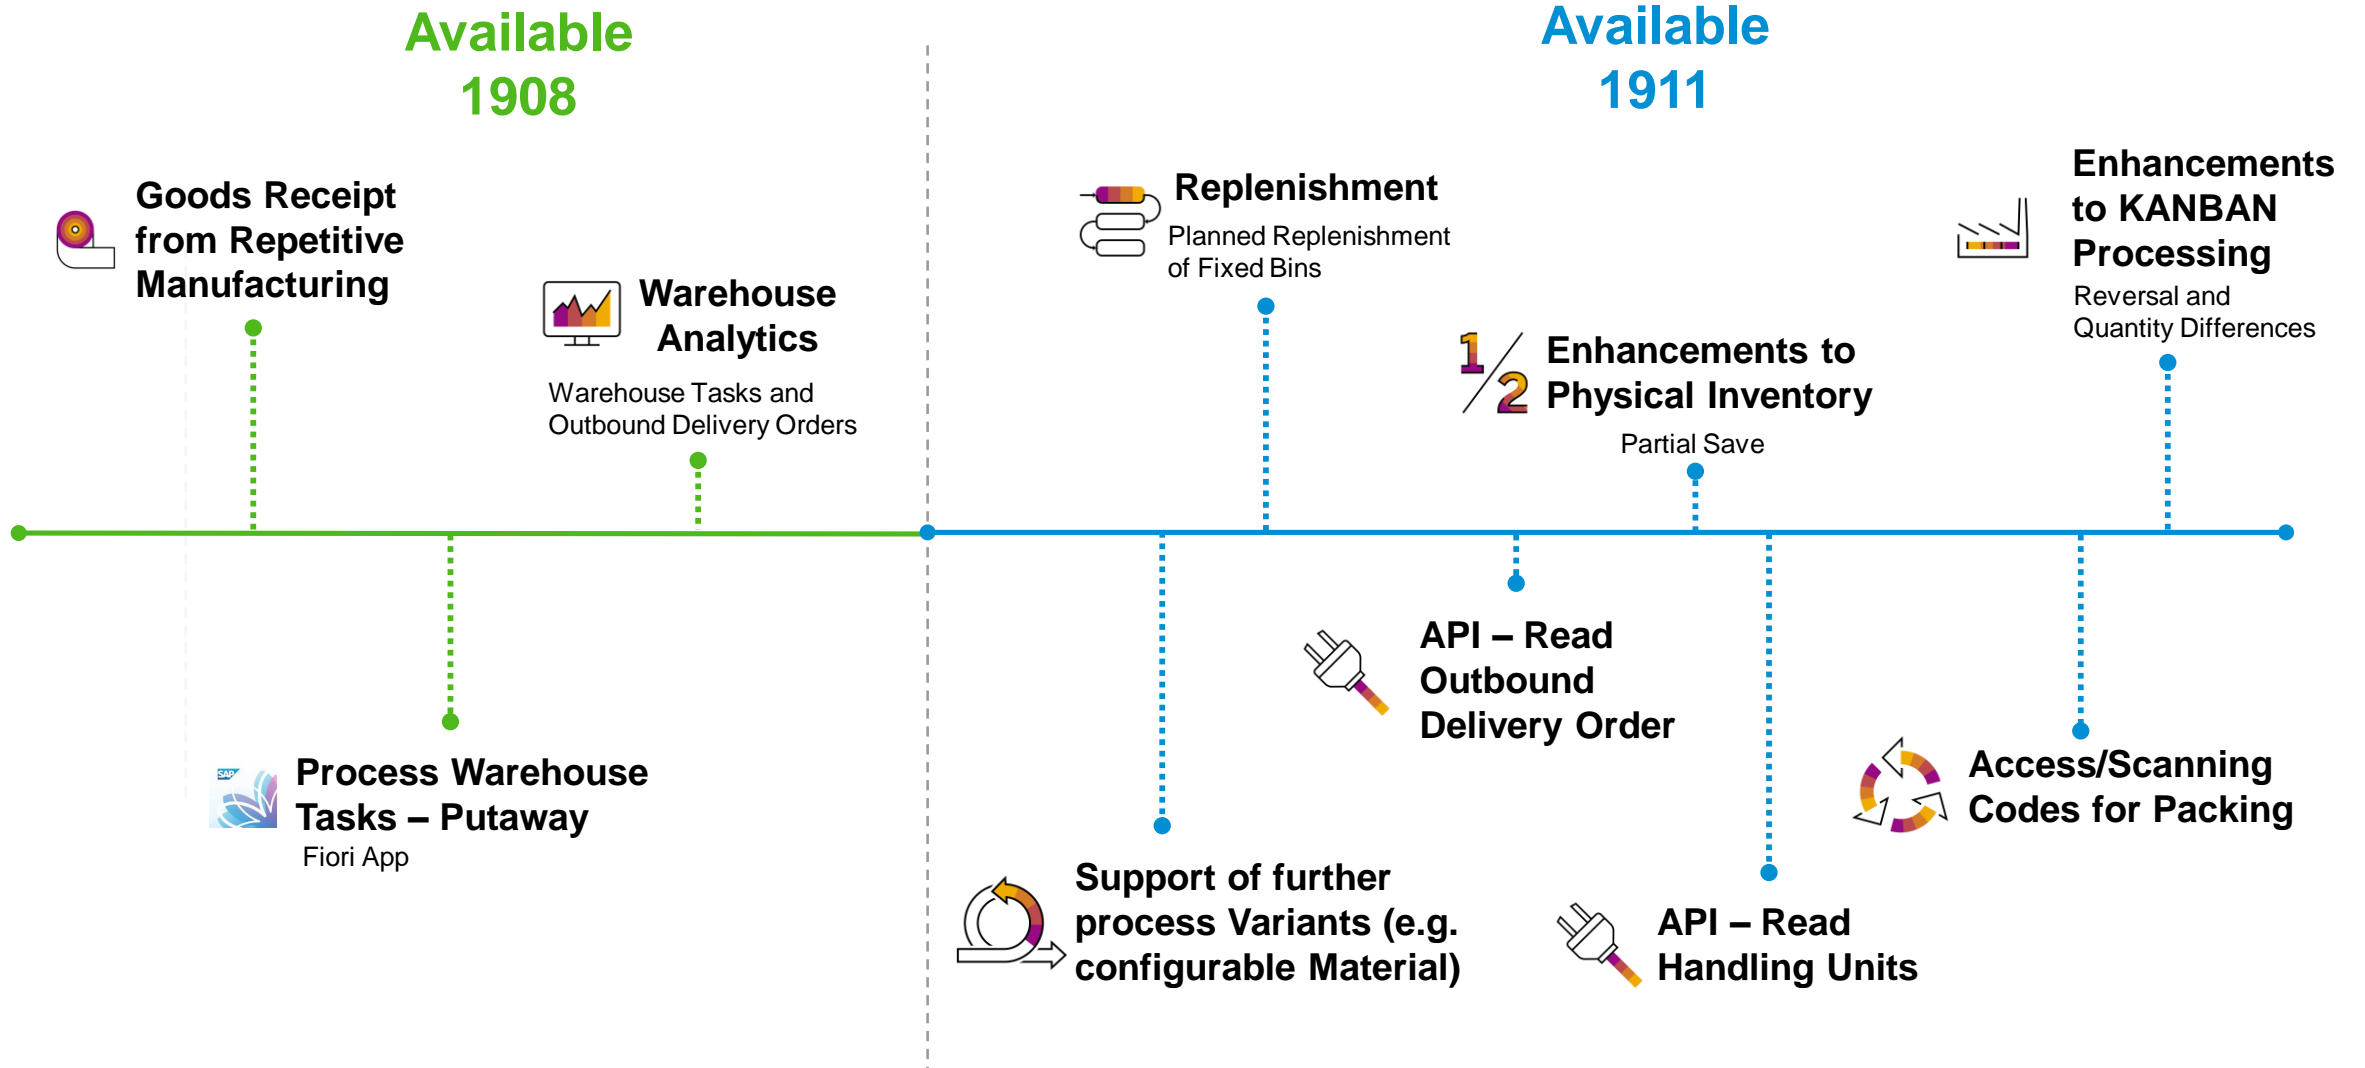 Available
1908
Available
1911
Goods Receipt
from Repetitive
Manufacturing
Warehouse
Analytics
Warehouse Tasks and
Outbound Delivery Orders
Replenishment
Planned Replenishment
of Fixed Bins
1/2
Enhancements to
Physical Inventory
Partial Save
Enhancements
to KANBAN
Processing
Reversal and
Quantity Differences
SAP
Process Warehouse
Tasks – Putaway
Fiori App
Support of further
process Variants (e.g.
configurable Material)
API – Read
Outbound
Delivery Order
API – Read
Handling Units
Access/Scanning
Codes for Packing